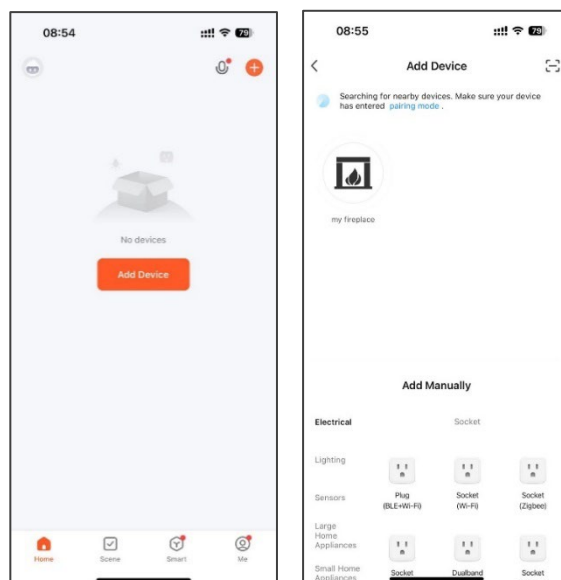 08:54
79
No devices
Add Device
Home
Scene
Smart
Me
08:55
79
Add Device
Searching for nearby devices. Make sure your device
has entered pairing mode .
my fireplace
Add Manually
Electrical
Socket
Lighting
Sensors
Large
Home
Appliances
Small Home
Appliances
Plug
(BLE+Wi-Fi)
Socket
(Wi-Fi)
Socket
(Zigbee)
Socket
Dualband
Socket